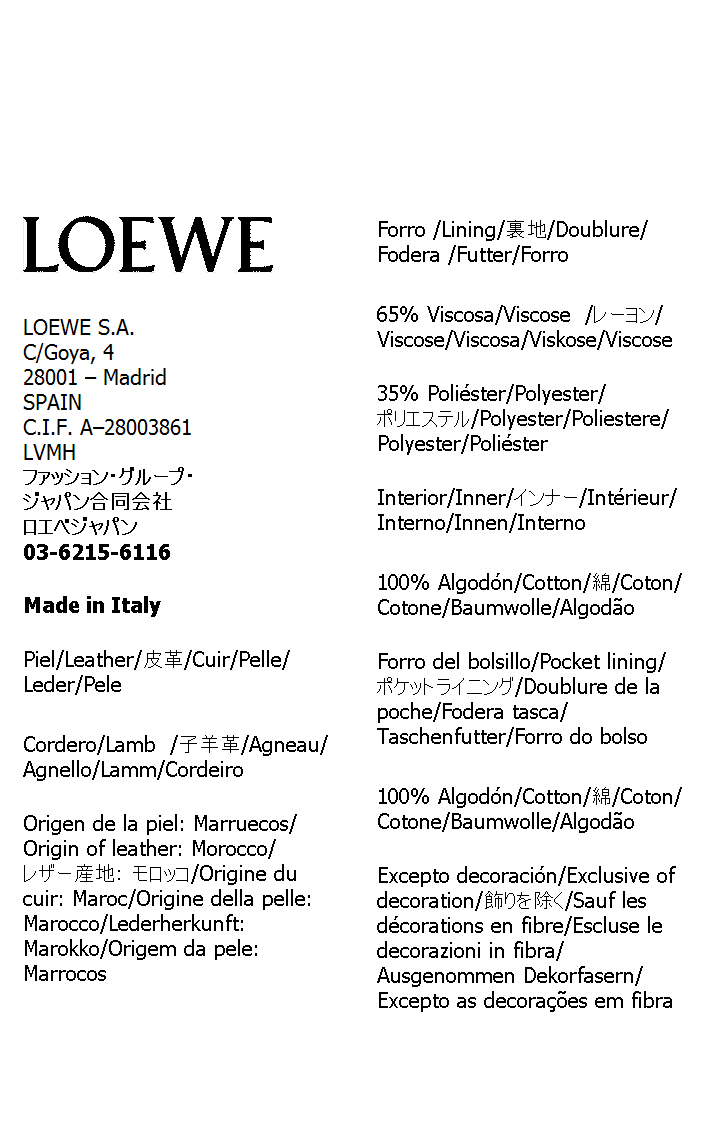 LOEWE
LOEWE S.A.
C/Goya, 4
28001 – Madrid
SPAIN
C.I.F. A–28003861
LVMH
ファッション・グループ・
ジャパン合同会社
ロエベジャパン
03-6215-6116
Made in Italy
Piel/Leather/皮革/Cuir/Pelle/
Leder/Pele
Cordero/Lamb  /子羊革/Agneau/
Agnello/Lamm/Cordeiro
Origen de la piel: Marruecos/
Origin of leather: Morocco/
レザー産地: モロッコ/Origine du
cuir: Maroc/Origine della pelle:
Marocco/Lederherkunft:
Marokko/Origem da pele:
Marrocos
Forro /Lining/裏地/Doublure/
Fodera /Futter/Forro
65% Viscosa/Viscose  /レーヨン/
Viscose/Viscosa/Viskose/Viscose
35% Poliéster/Polyester/
ポリエステル/Polyester/Poliestere/
Polyester/Poliéster
Interior/Inner/インナー/Intérieur/
Interno/Innen/Interno
100% Algodón/Cotton/綿/Coton/
Cotone/Baumwolle/Algodão
Forro del bolsillo/Pocket lining/
ポケットライニング/Doublure de la
poche/Fodera tasca/
Taschenfutter/Forro do bolso
100% Algodón/Cotton/綿/Coton/
Cotone/Baumwolle/Algodão
Excepto decoración/Exclusive of
decoration/飾りを除く/Sauf les
décorations en fibre/Escluse le
decorazioni in fibra/
Ausgenommen Dekorfasern/
Excepto as decorações em fibra